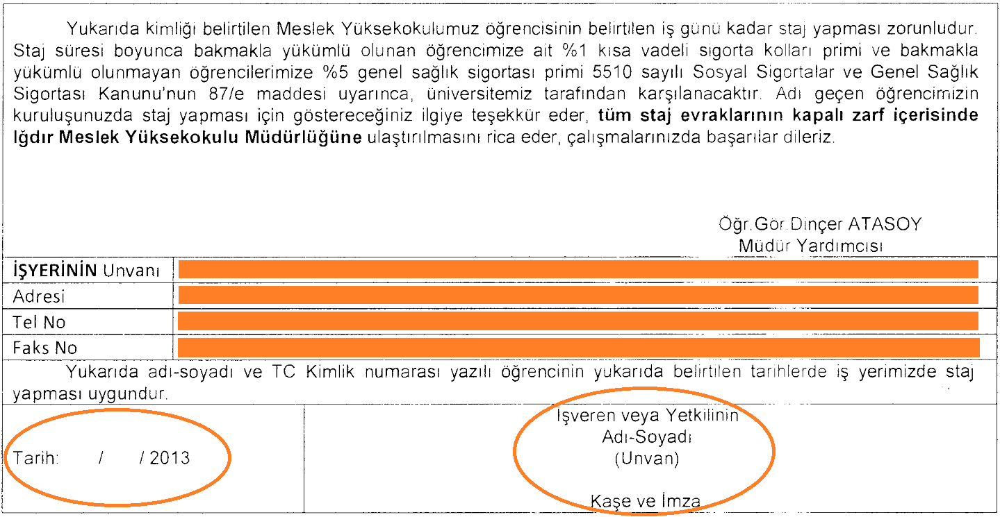 Yukarıda kimliği belirtilen Meslek Yüksekokulumuz öğrencisinin belirtilen iş günü kadar staj yapması zorunludur.
Staj süresi boyunca bakmakla yükümlü olunan öğrencimize ait %1 kısa vadeli sigorta kolları primi ve bakmakla
yükümlü olunmayan öğrencilerimize %5 genel sağlık sigortası primi 5510 sayılı Sosyal Sigortalar ve Genel Sağlık
Sigortası Kanunu'nun 87/e maddesi uyarınca, üniversitemiz tarafından karşılanacaktır. Adı geçen öğrencimizin
kuruluşunuzda staj yapması için göstereceğiniz ilgiye teşekkür eder, tüm staj evraklarının kapalı zarf içerisinde
Iğdır Meslek Yüksekokulu Müdürlüğüne ulaştırılmasını rica eder, çalışmalarınızda başarılar dileriz.
Öğr.Gör.Dinçer ATASOY
Müdür Yardımcısı
İŞYERİNİN Unvanı
Adresi
Tel No
Faks No
Yukarıda adı-soyadı ve TC Kimlik numarası yazılı öğrencinin yukarıda belirtilen tarihlerde iş yerimizde staj
yapması uygundur.
Tarih: / / 2013
İşveren veya Yetkilinin
Adı-Soyadı
(Unvan)
Kaşe ve İmza